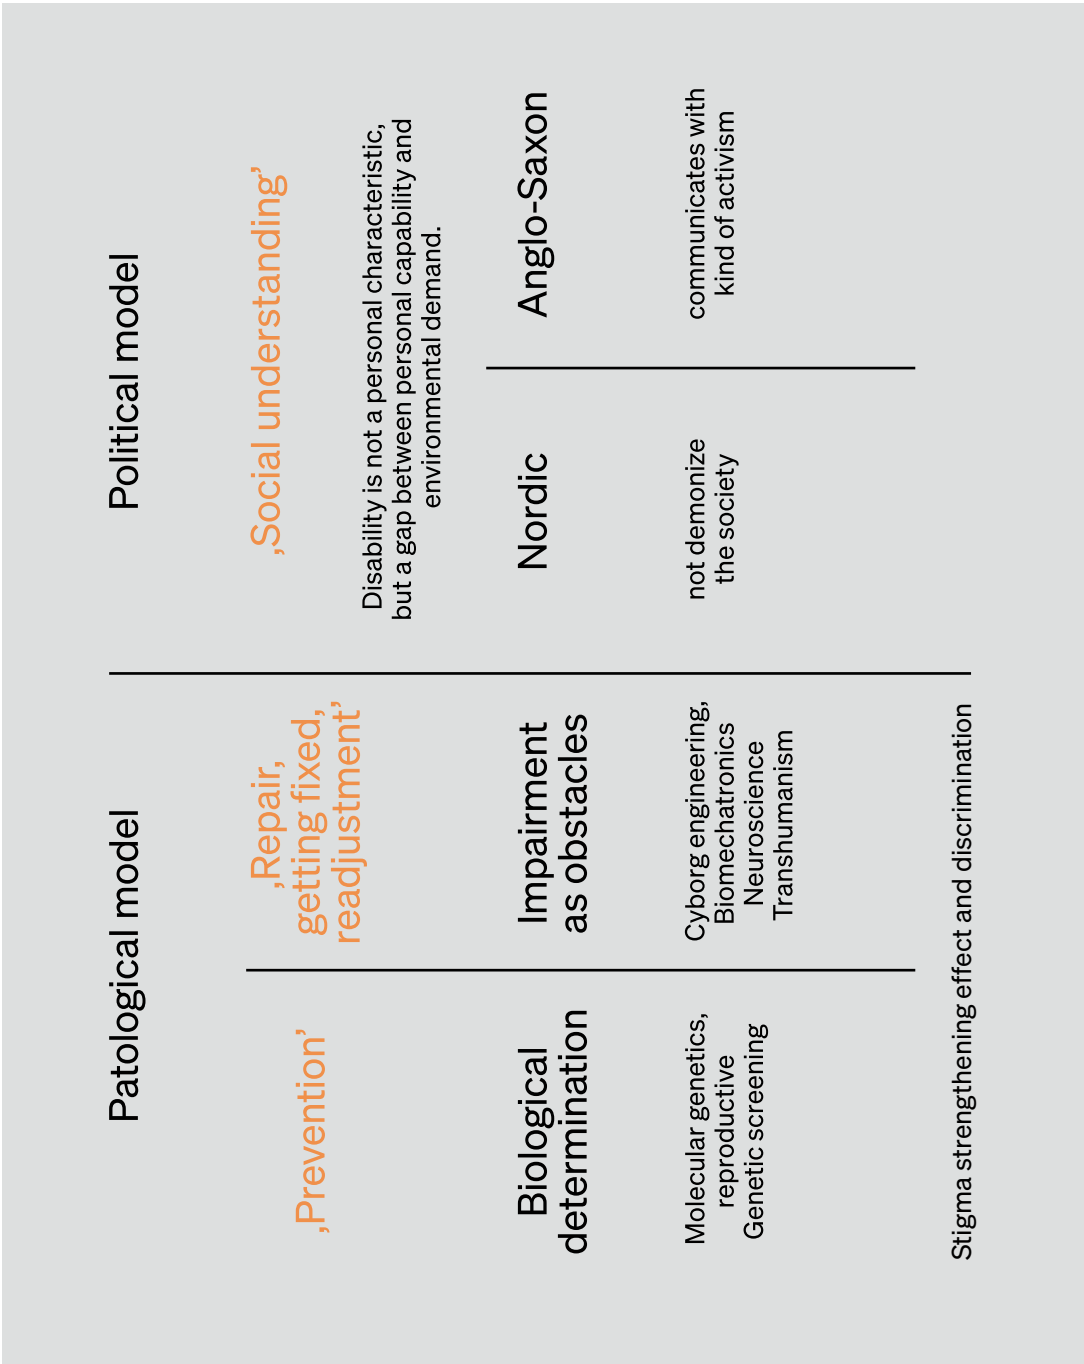 Patological model
‚Prevention’
Biological
determination
Molecular genetics,
reproductive
Genetic screening
‚Repair,
getting fixed,
readjustment’
Impairment
as obstacles
Cyborg engineering,
Biomechatronics
Neuroscience
Transhumanism
Stigma strengthening effect and discrimination
Political model
‚Social understanding’
Disability is not a personal characteristic,
but a gap between personal capability and
environmental demand.
Nordic
not demonize
the society
Anglo-Saxon
communicates with
kind of activism